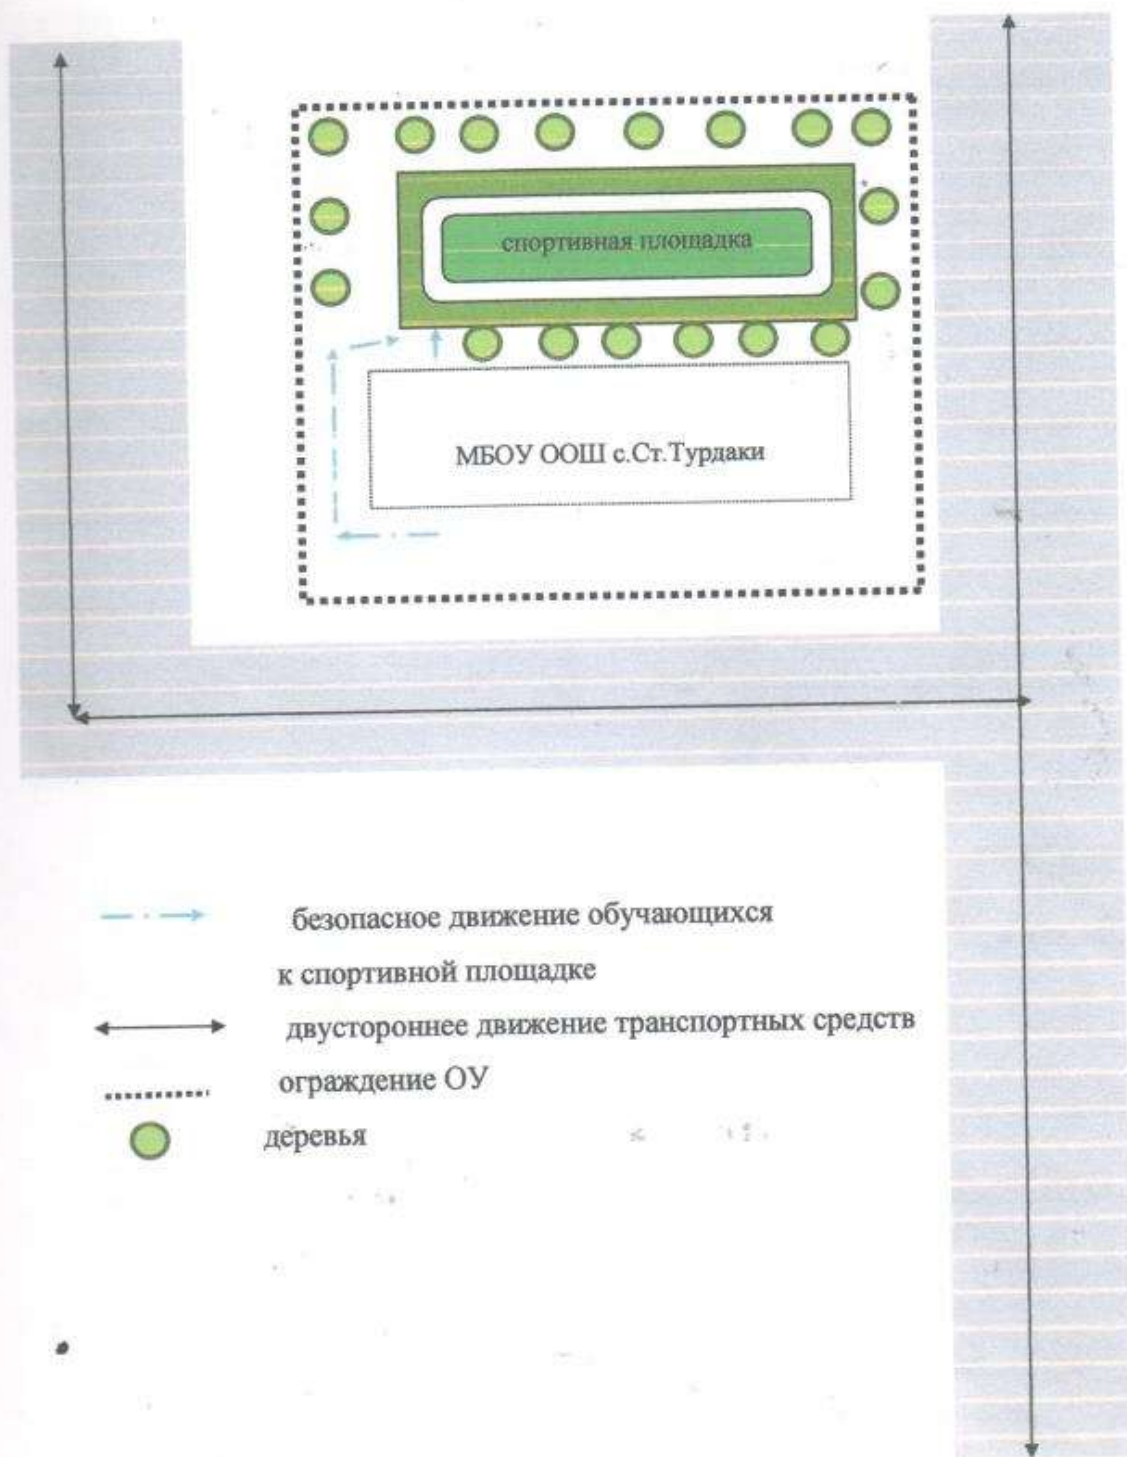 спортивная площадка
МБОУ ООШ с.Ст.Турдаки
безопасное движение обучающихся
к спортивной площадке
двустороннее движение транспортных средств
ограждение ОУ
деревья